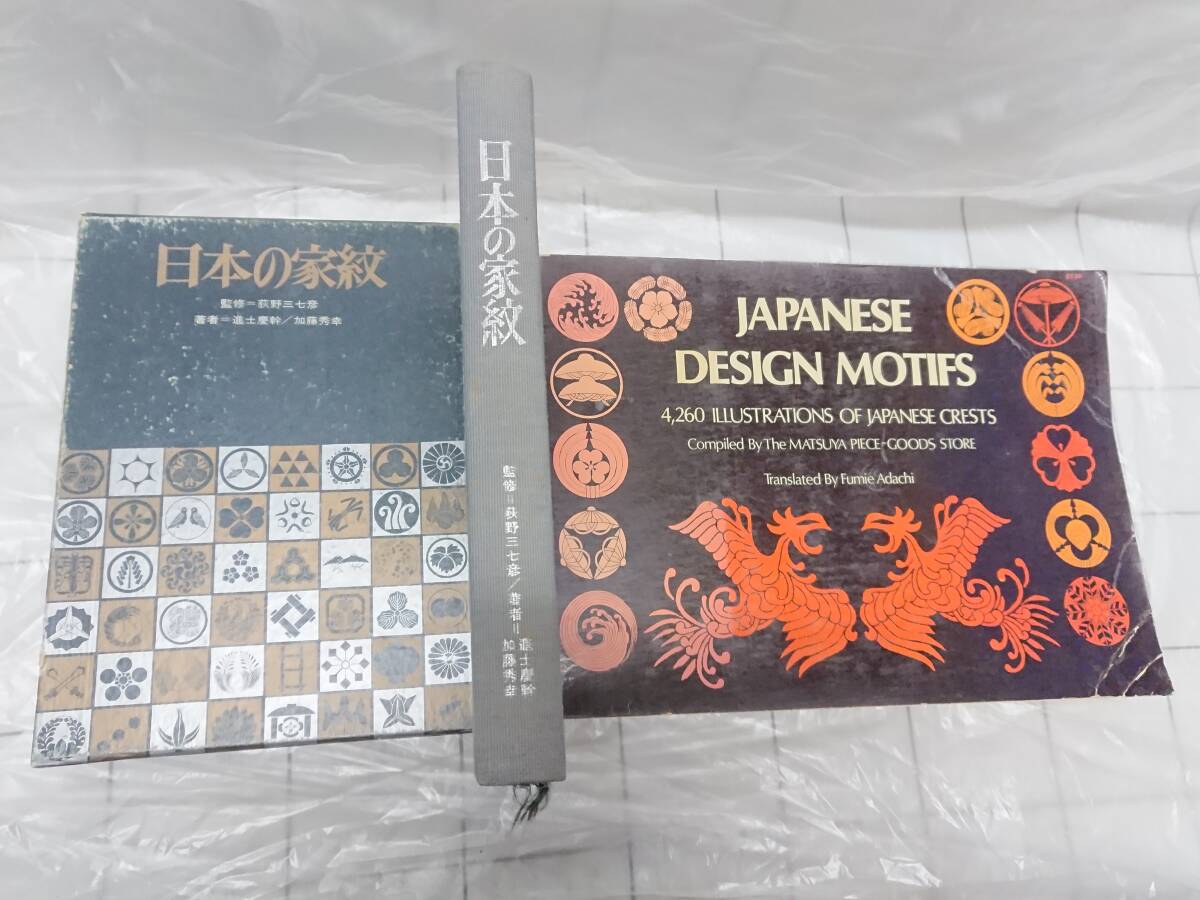 日本の家紋
監修＝荻野三七彦
著者＝進士慶幹／加藤秀幸
日本の家紋
監修＝荻野三七彦／著者＝
進士慶幹
加藤秀幸
JAPANESE
DESIGN MOTIFS
4,260 ILLUSTRATIONS OF JAPANESE CRESTS
Compiled By The MATSUYA PIECE-GOODS STORE
Translated By Fumie Adachi